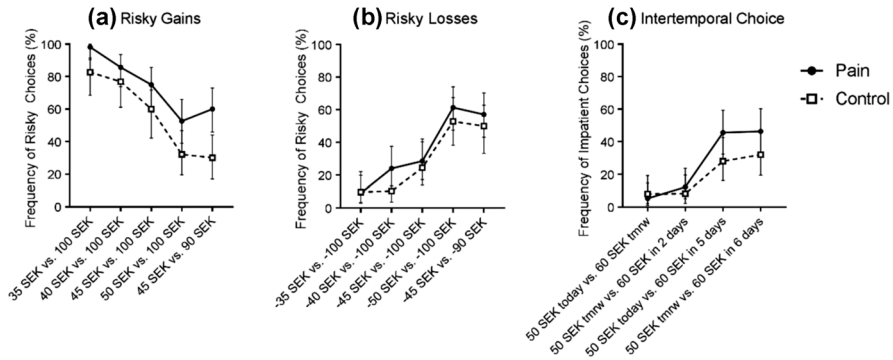 (a) Risky Gains
Frequency of Risky Choices (%)
100
80
60
40
20
0
35 SEK vs. 100 SEK
40 SEK vs. 100 SEK
45 SEK vs. 100 SEK
50 SEK vs. 100 SEK
45 SEK vs. 90 SEK
(b) Risky Losses
Frequency of Risky Choices (%)
100
80
60
40
20
0
-35 SEK vs. -100 SEK
-40 SEK vs. -100 SEK
-45 SEK vs. -100 SEK
-50 SEK vs. -100 SEK
-45 SEK vs. -90 SEK
(c) Intertemporal Choice
Frequency of Impatient Choices (%)
100
80
60
40
20
0
50 SEK today vs. 60 SEK tmrw
50 SEK tmrw vs. 60 SEK in 2 days
50 SEK today vs. 60 SEK in 5 days
50 SEK tmrw vs. 60 SEK in 6 days
Pain
Control